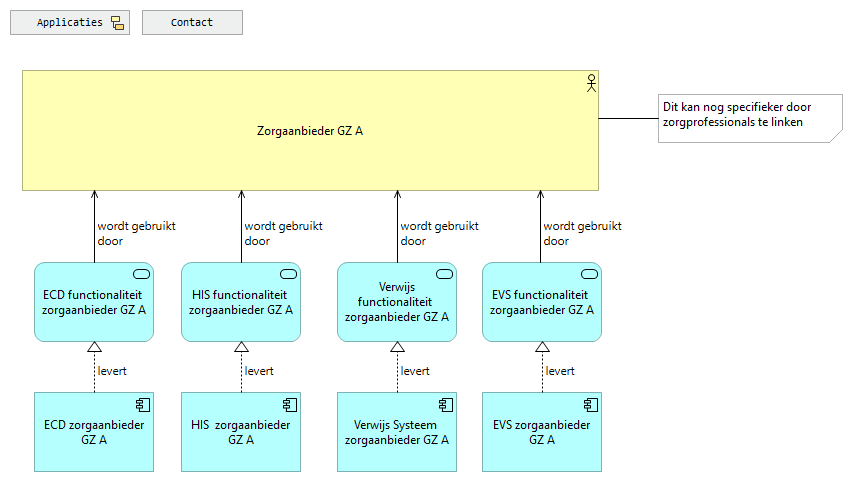 Applicaties
Contact
Zorgaanbieder GZ A
Dit kan nog specifieker door
zorgprofessionals te linken
wordt gebruikt
door
wordt gebruikt
door
wordt gebruikt
door
wordt gebruikt
door
ECD functionaliteit
zorgaanbieder GZ A
HIS functionaliteit
zorgaanbieder GZ A
Verwijs
functionaliteit
zorgaanbieder GZ A
EVS functionaliteit
zorgaanbieder GZ A
levert
levert
levert
levert
ECD zorgaanbieder
GZ A
HIS zorgaanbieder
GZ A
Verwijs Systeem
zorgaanbieder GZ A
EVS zorgaanbieder
GZ A